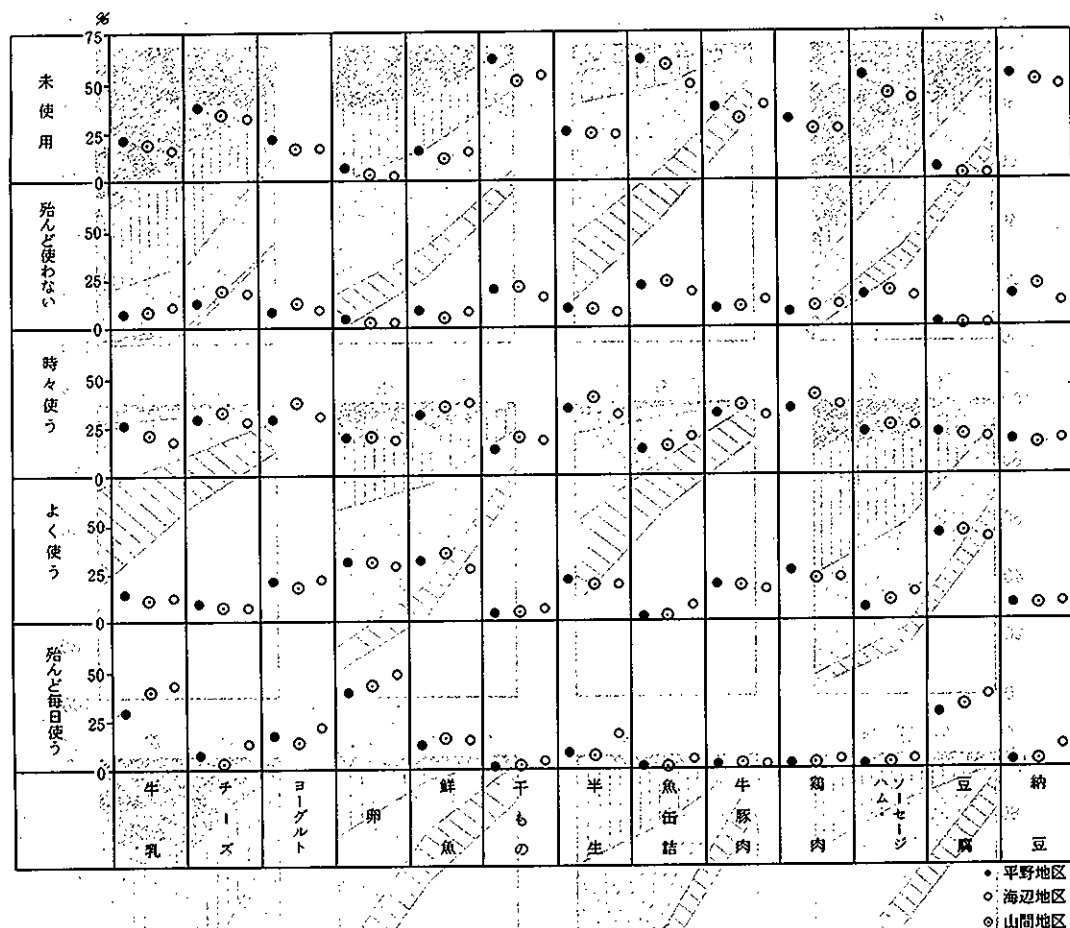 %
75
50
25
0
未使用
50
25
0
殆んど使わない
50
25
0
時々使う
50
25
0
よく使う
50
25
0
殆んど毎日使う
牛乳
チーズ
ヨーグルト
卵
鮮魚
干もの
半生
魚缶詰
牛豚肉
鶏肉
ハム・ソーセージ
豆腐
納豆
• 平野地区
○ 海辺地区
⊙ 山間地区